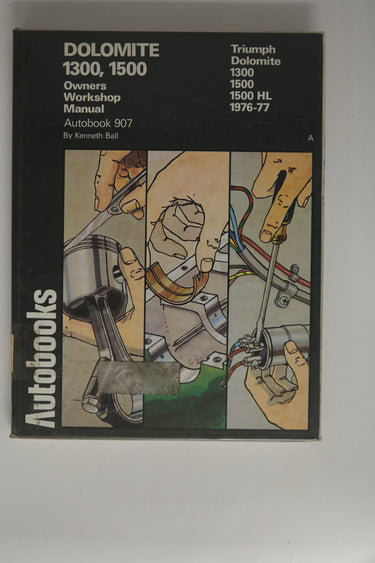 DOLOMITE
1300, 1500
Owners
Workshop
Manual
Autobook 907
By Kenneth Ball
Triumph
Dolomite
1300
1500
1500 HL
1976-77
A
Autobooks